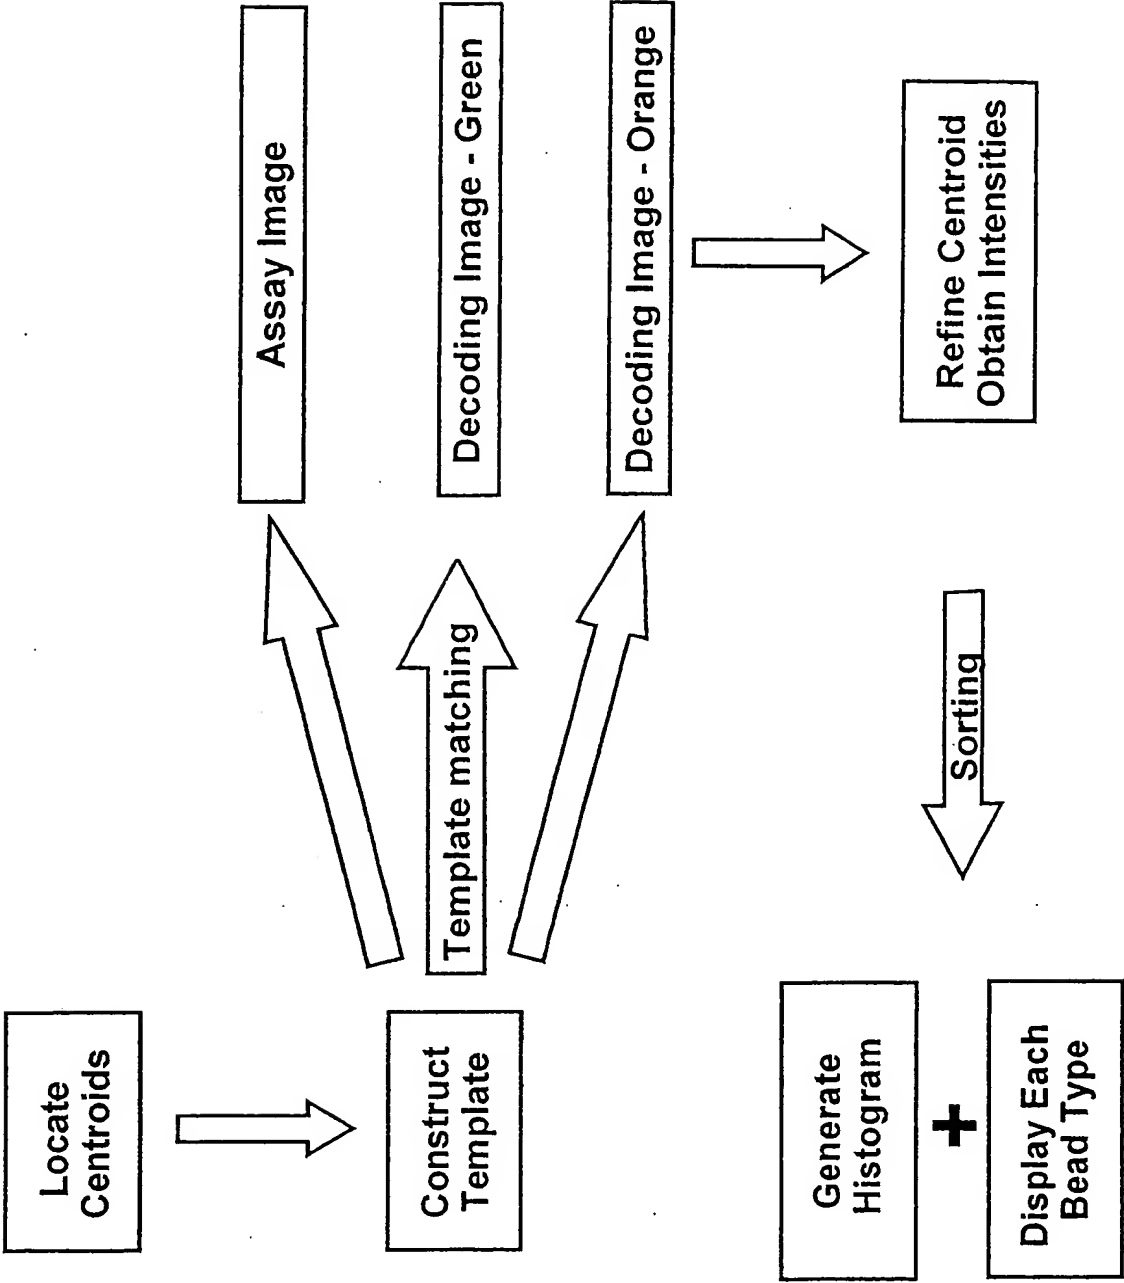 Locate
Centroids
Construct
Template
Template matching
Assay Image
Decoding Image - Green
Decoding Image - Orange
Refine Centroid
Obtain Intensities
Sorting
Generate
Histogram
+
Display Each
Bead Type